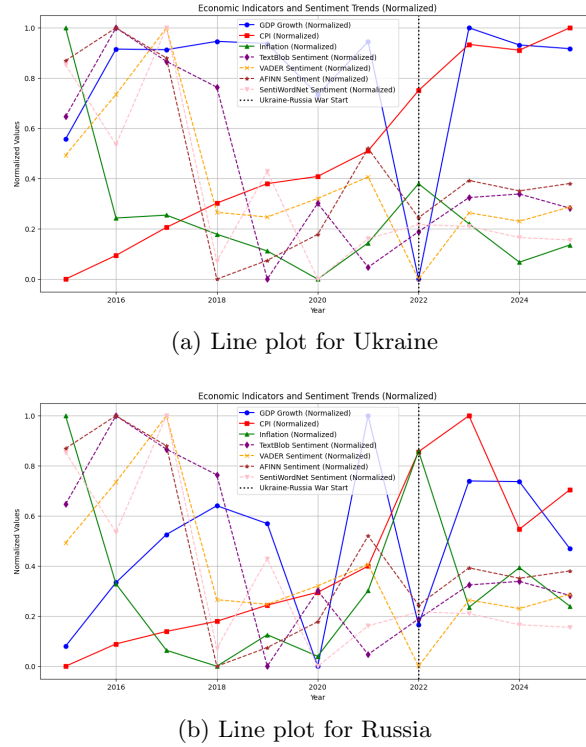 Economic Indicators and Sentiment Trends (Normalized)
GDP Growth (Normalized)
CPI (Normalized)
Inflation (Normalized)
TextBlob Sentiment (Normalized)
VADER Sentiment (Normalized)
AFINN Sentiment (Normalized)
SentiWordNet Sentiment (Normalized)
Ukraine-Russia War Start
Normalized Values
1.0
0.8
0.6
0.4
0.2
0.0
2016
2018
2020
2022
2024
Year
(a) Line plot for Ukraine
Economic Indicators and Sentiment Trends (Normalized)
GDP Growth (Normalized)
CPI (Normalized)
Inflation (Normalized)
TextBlob Sentiment (Normalized)
VADER Sentiment (Normalized)
AFINN Sentiment (Normalized)
SentiWordNet Sentiment (Normalized)
Ukraine-Russia War Start
Normalized Values
1.0
0.8
0.6
0.4
0.2
0.0
2016
2018
2020
2022
2024
Year
(b) Line plot for Russia